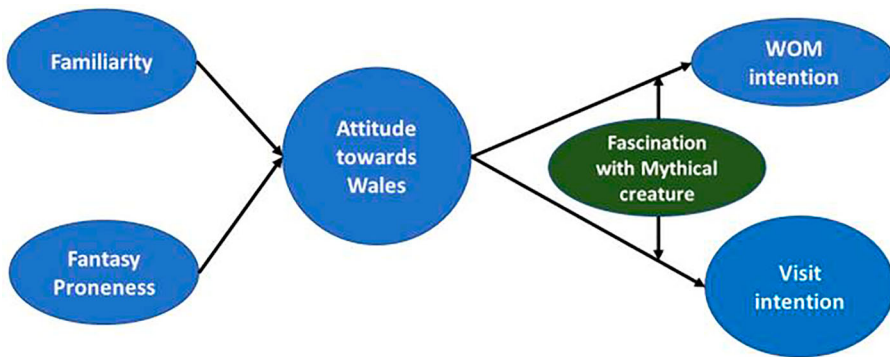 Familiarity
Fantasy
Proneness
Attitude
towards
Wales
WOM
intention
Fascination
with Mythical
creature
Visit
intention